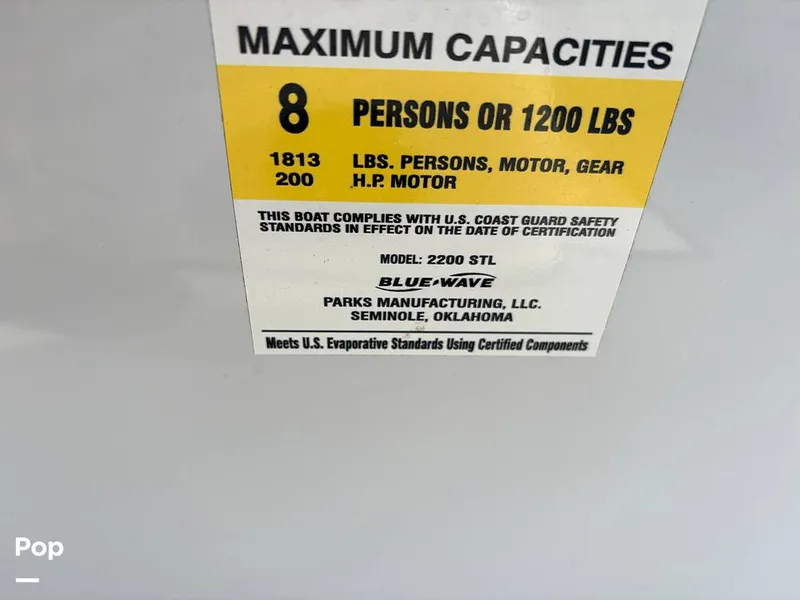 MAXIMUM CAPACITIES
8 PERSONS OR 1200 LBS
1813 LBS. PERSONS, MOTOR, GEAR
200 H.P. MOTOR
THIS BOAT COMPLIES WITH U.S. COAST GUARD SAFETY
STANDARDS IN EFFECT ON THE DATE OF CERTIFICATION
MODEL: 2200 STL
BLUE WAVE
PARKS MANUFACTURING, LLC.
SEMINOLE, OKLAHOMA
Meets U.S. Evaporative Standards Using Certified Components
Pop